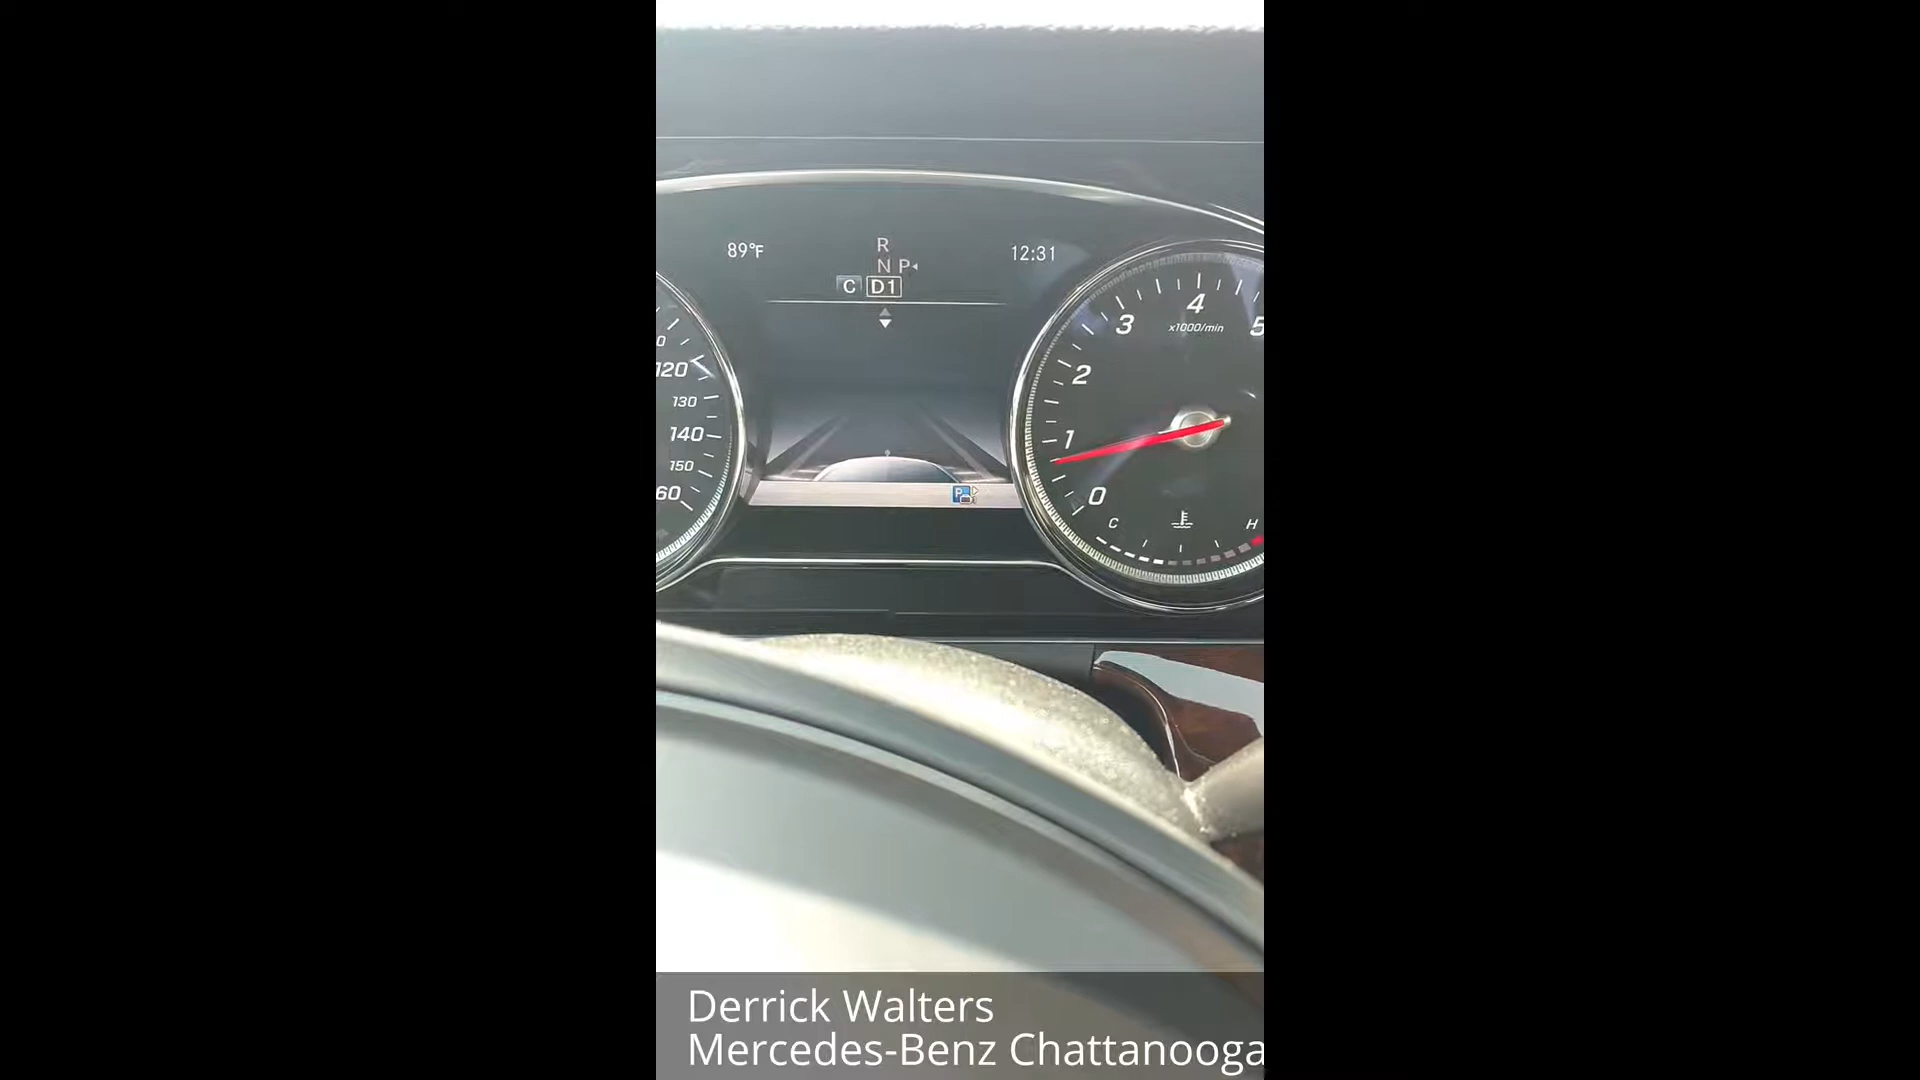 89°F
R
12:31
N P
C D1
120
130
140
150
60
0
1
2
3
4
5
x1000/min
C
H
P
Derrick Walters
Mercedes-Benz Chattanooga